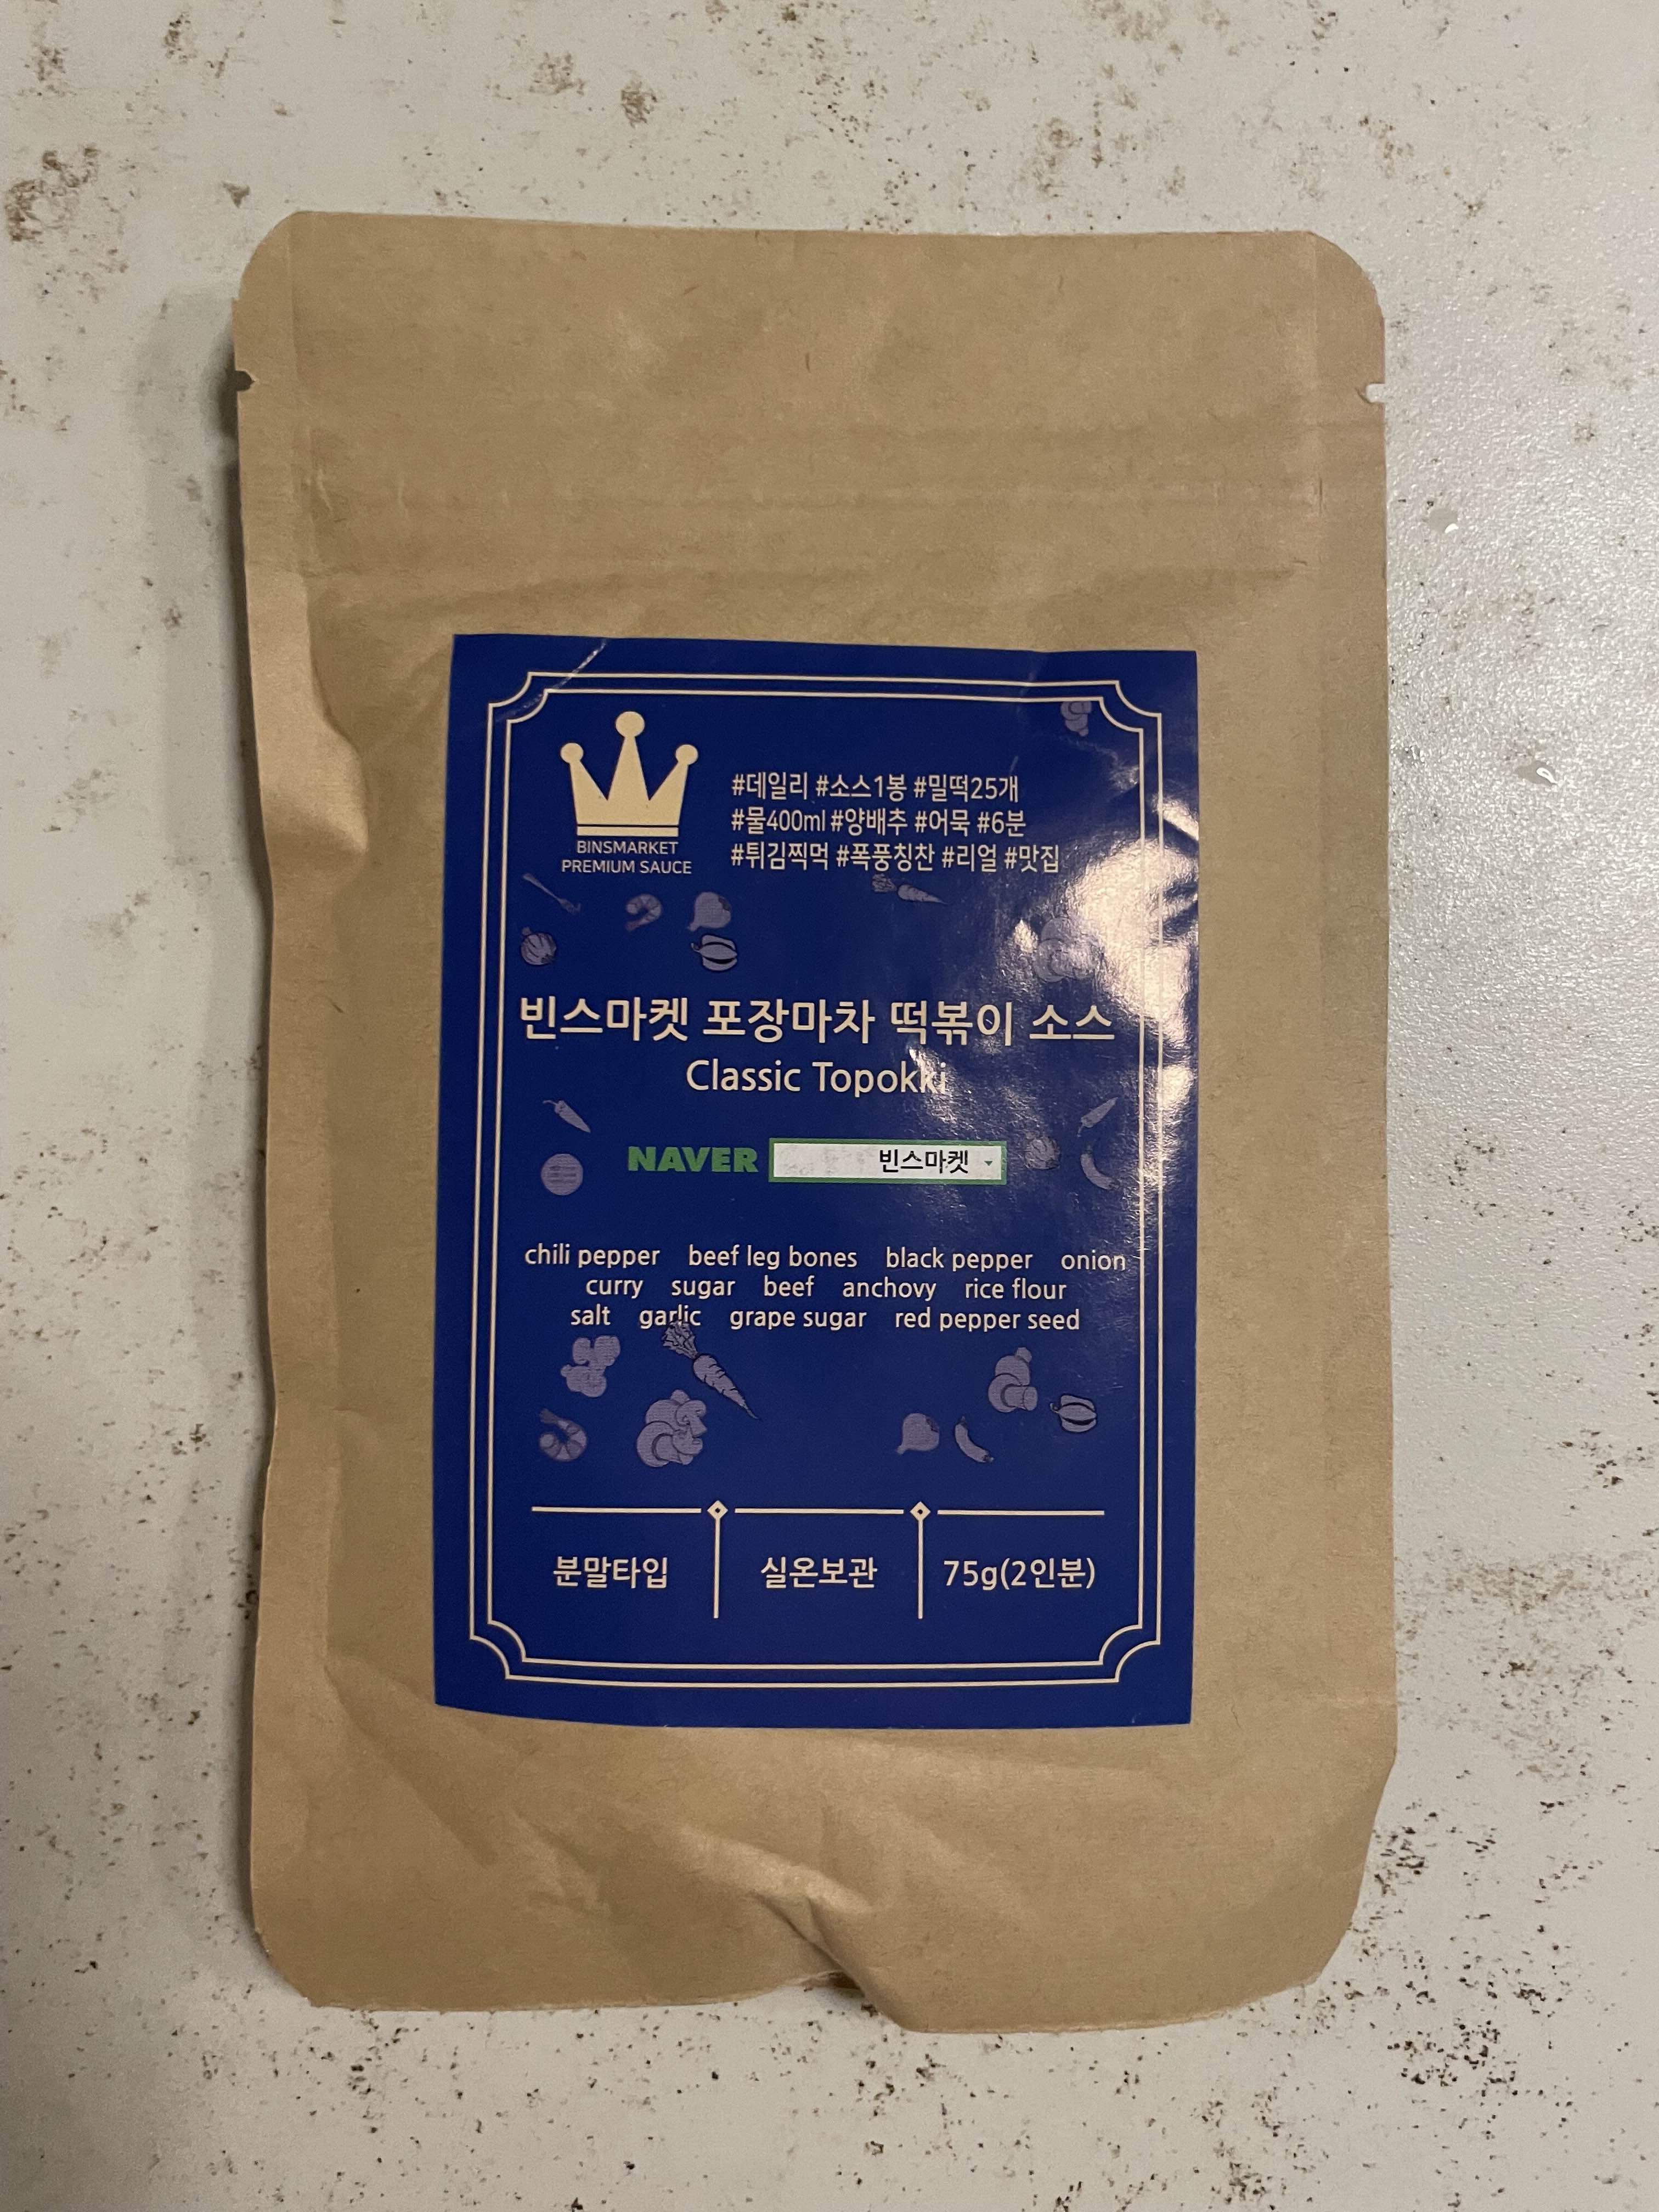 #데일리 #소스1봉 #밀떡25개
#물400ml #양배추 #어묵 #6분
#튀김찍먹 #폭풍칭찬 #리얼 #맛집
BINSMARKET
PREMIUM SAUCE
빈스마켓 포장마차 떡볶이 소스
Classic Topokki
NAVER 빈스마켓
chili pepper beef leg bones black pepper onion
curry sugar beef anchovy rice flour
salt garlic grape sugar red pepper seed
분말타입 실온보관 75g(2인분)